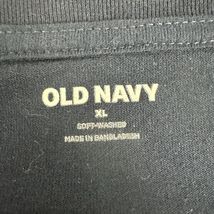 OLD NAVY
XL
SOFT-WASHED
MADE IN BANGLADESH